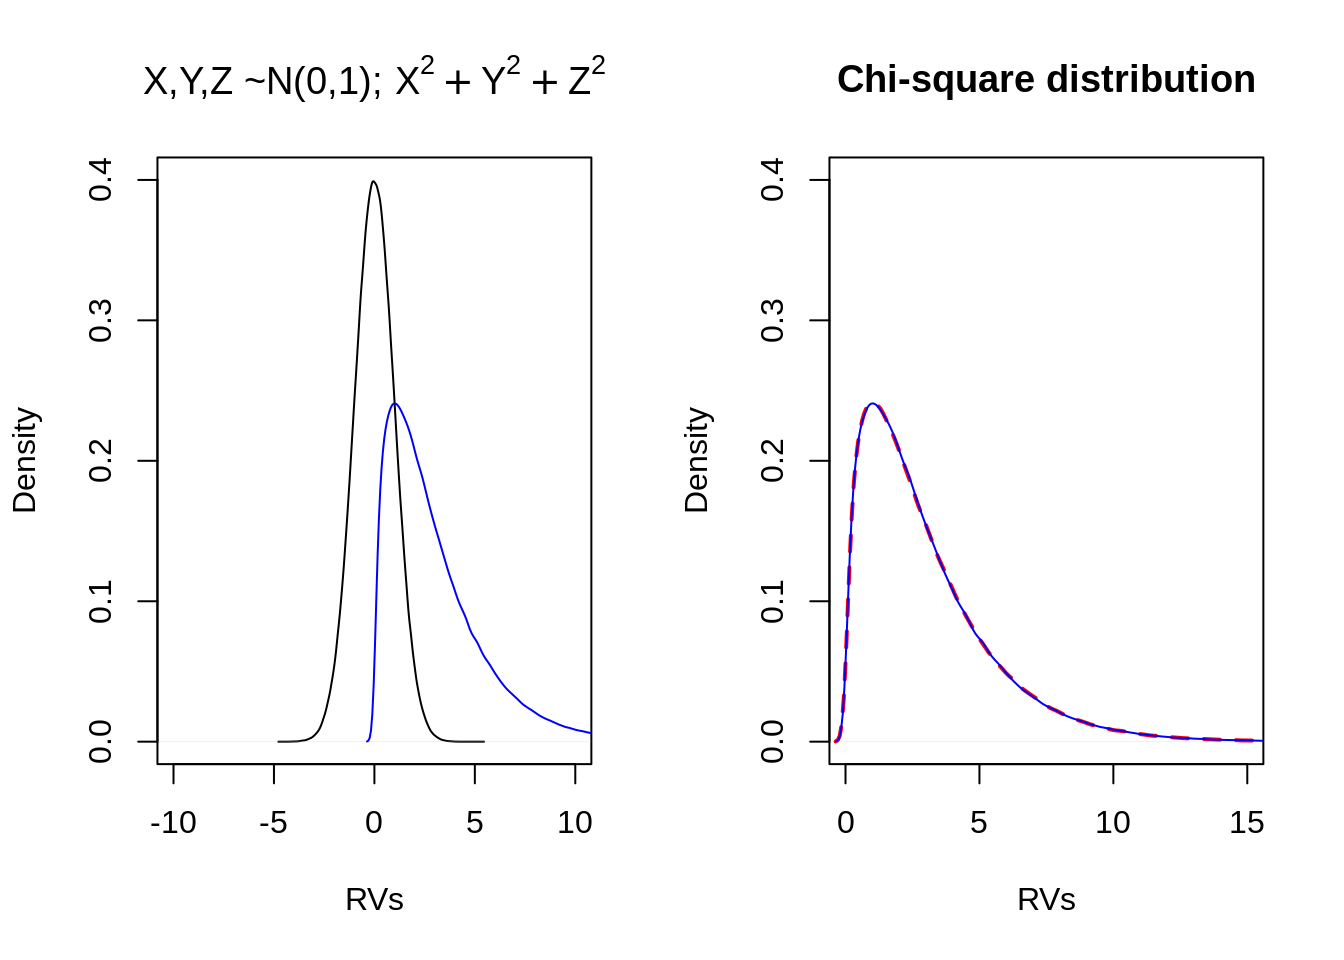 X,Y,Z ~N(0,1); X² + Y² + Z²
Density
0.4
0.3
0.2
0.1
0.0
-10 -5 0 5 10
RVs
Chi-square distribution
Density
0.4
0.3
0.2
0.1
0.0
0 5 10 15
RVs